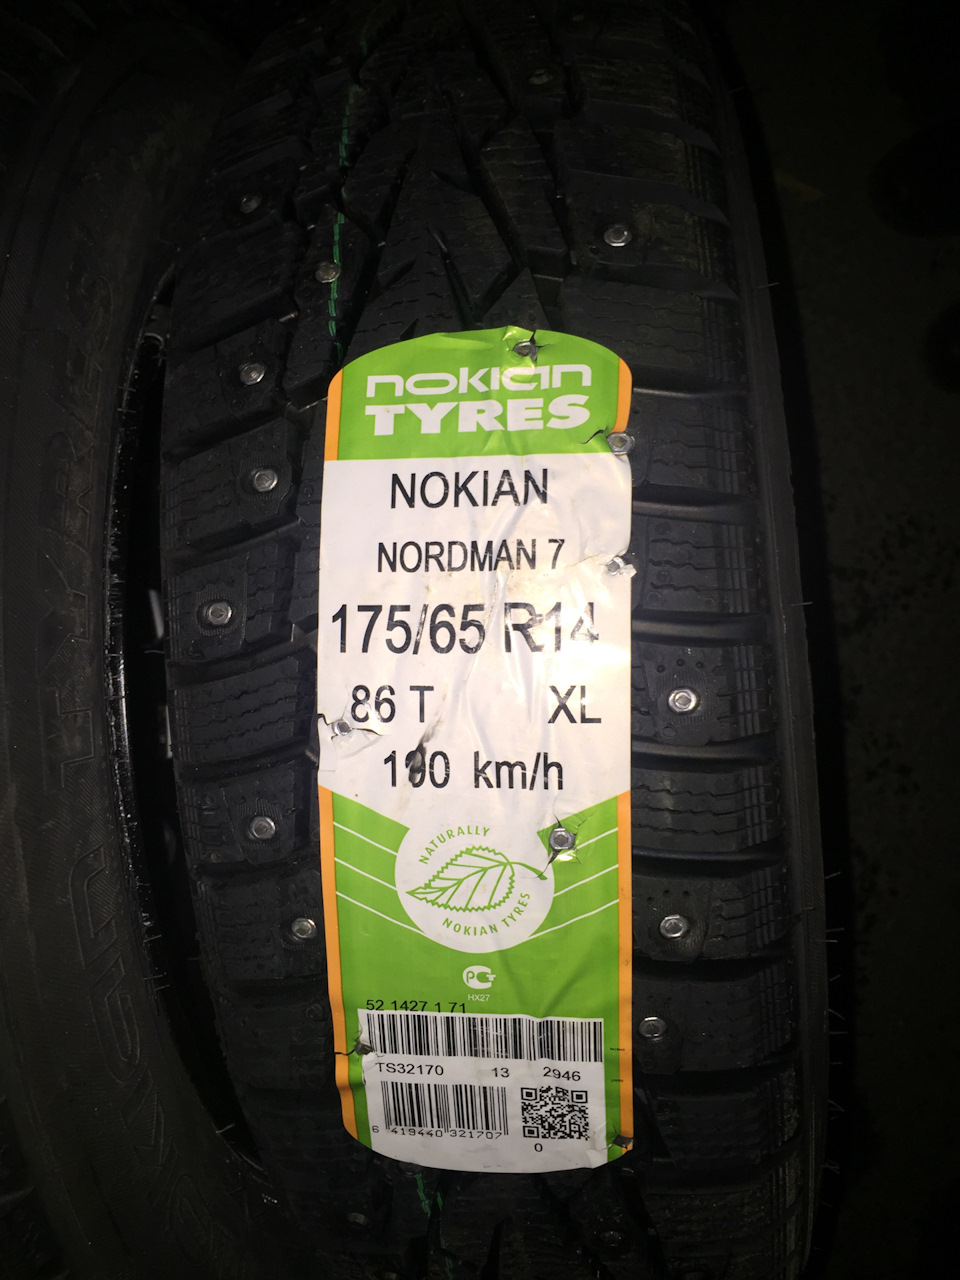 nokian
TYRES
NOKIAN
NORDMAN 7
175/65 R14
86 T XL
190 km/h
NATURALLY
NOKIAN TYRES
PCT
HX27
52 1427 1 71
TS32170 13 2946
6 419440 321707
0